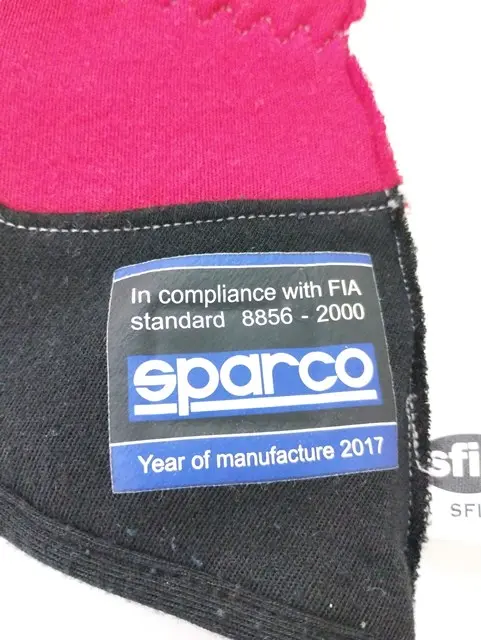 In compliance with FIA
standard 8856 - 2000
sparco
Year of manufacture 2017
sfi
SFI